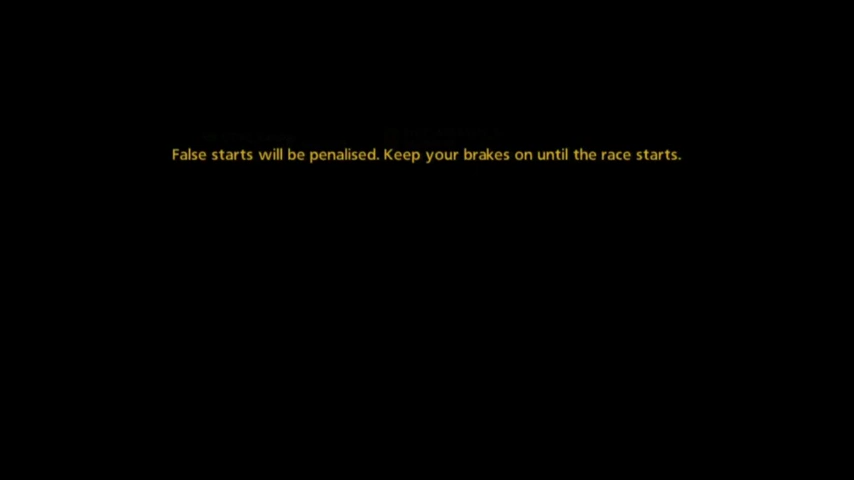 False starts will be penalised. Keep your brakes on until the race starts.